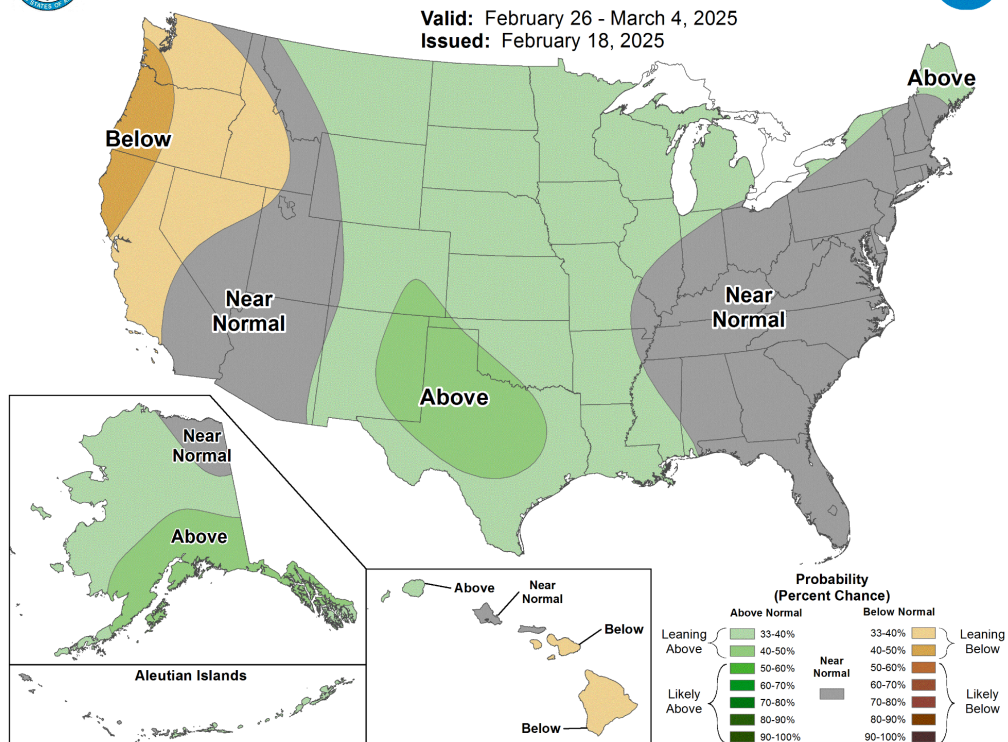 STATES OF A
Valid: February 26 - March 4, 2025
Issued: February 18, 2025
Above
Below
Near
Normal
Near
Normal
Above
Near
Normal
Above
Above
Near
Normal
Below
Below
Aleutian Islands
Probability
(Percent Chance)
Above Normal
Below Normal
Leaning
Above
33-40%
40-50%
Likely
Above
50-60%
60-70%
70-80%
80-90%
90-100%
Near
Normal
33-40%
40-50%
Leaning
Below
50-60%
60-70%
70-80%
80-90%
90-100%
Likely
Below